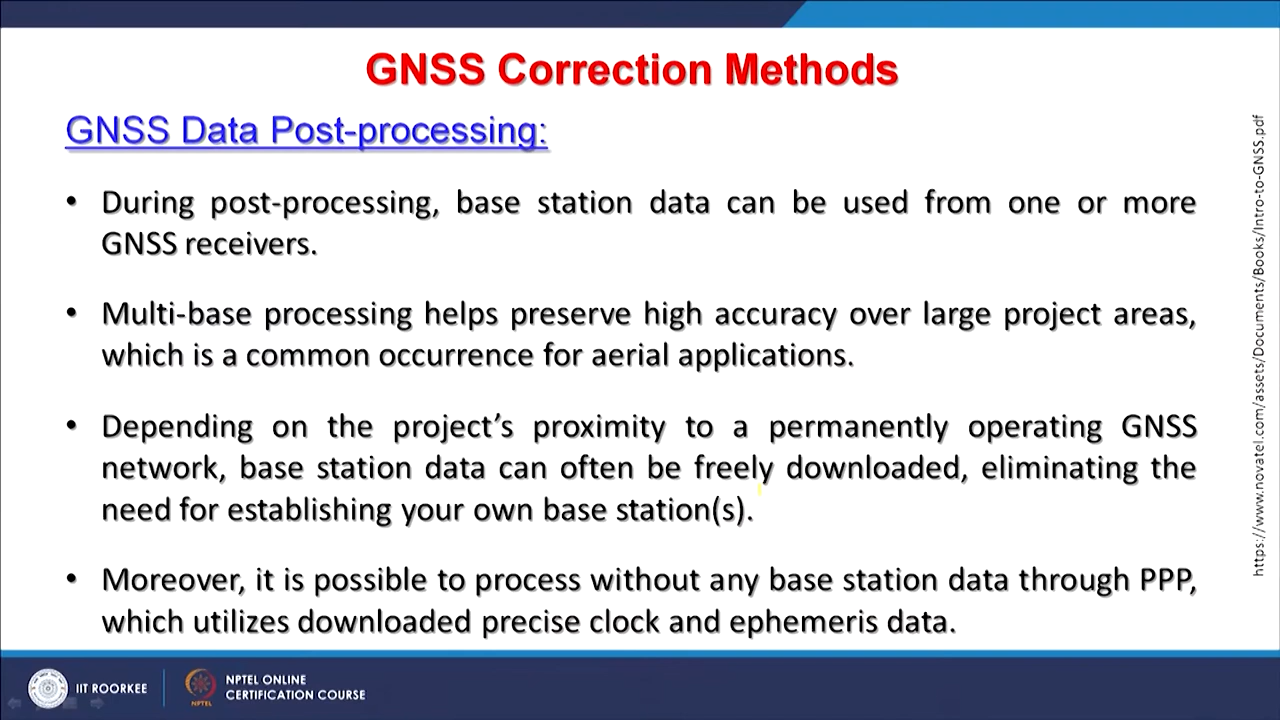 GNSS Correction Methods
GNSS Data Post-processing:
• During post-processing, base station data can be used from one or more
GNSS receivers.
• Multi-base processing helps preserve high accuracy over large project areas,
which is a common occurrence for aerial applications.
• Depending on the project's proximity to a permanently operating GNSS
network, base station data can often be freely downloaded, eliminating the
need for establishing your own base station(s).
• Moreover, it is possible to process without any base station data through PPP,
which utilizes downloaded precise clock and ephemeris data.
https://www.novatel.com/assets/Documents/Books/Intro-to-GNSS.pdf
IIT ROORKEE
NPTEL
NPTEL ONLINE
CERTIFICATION COURSE